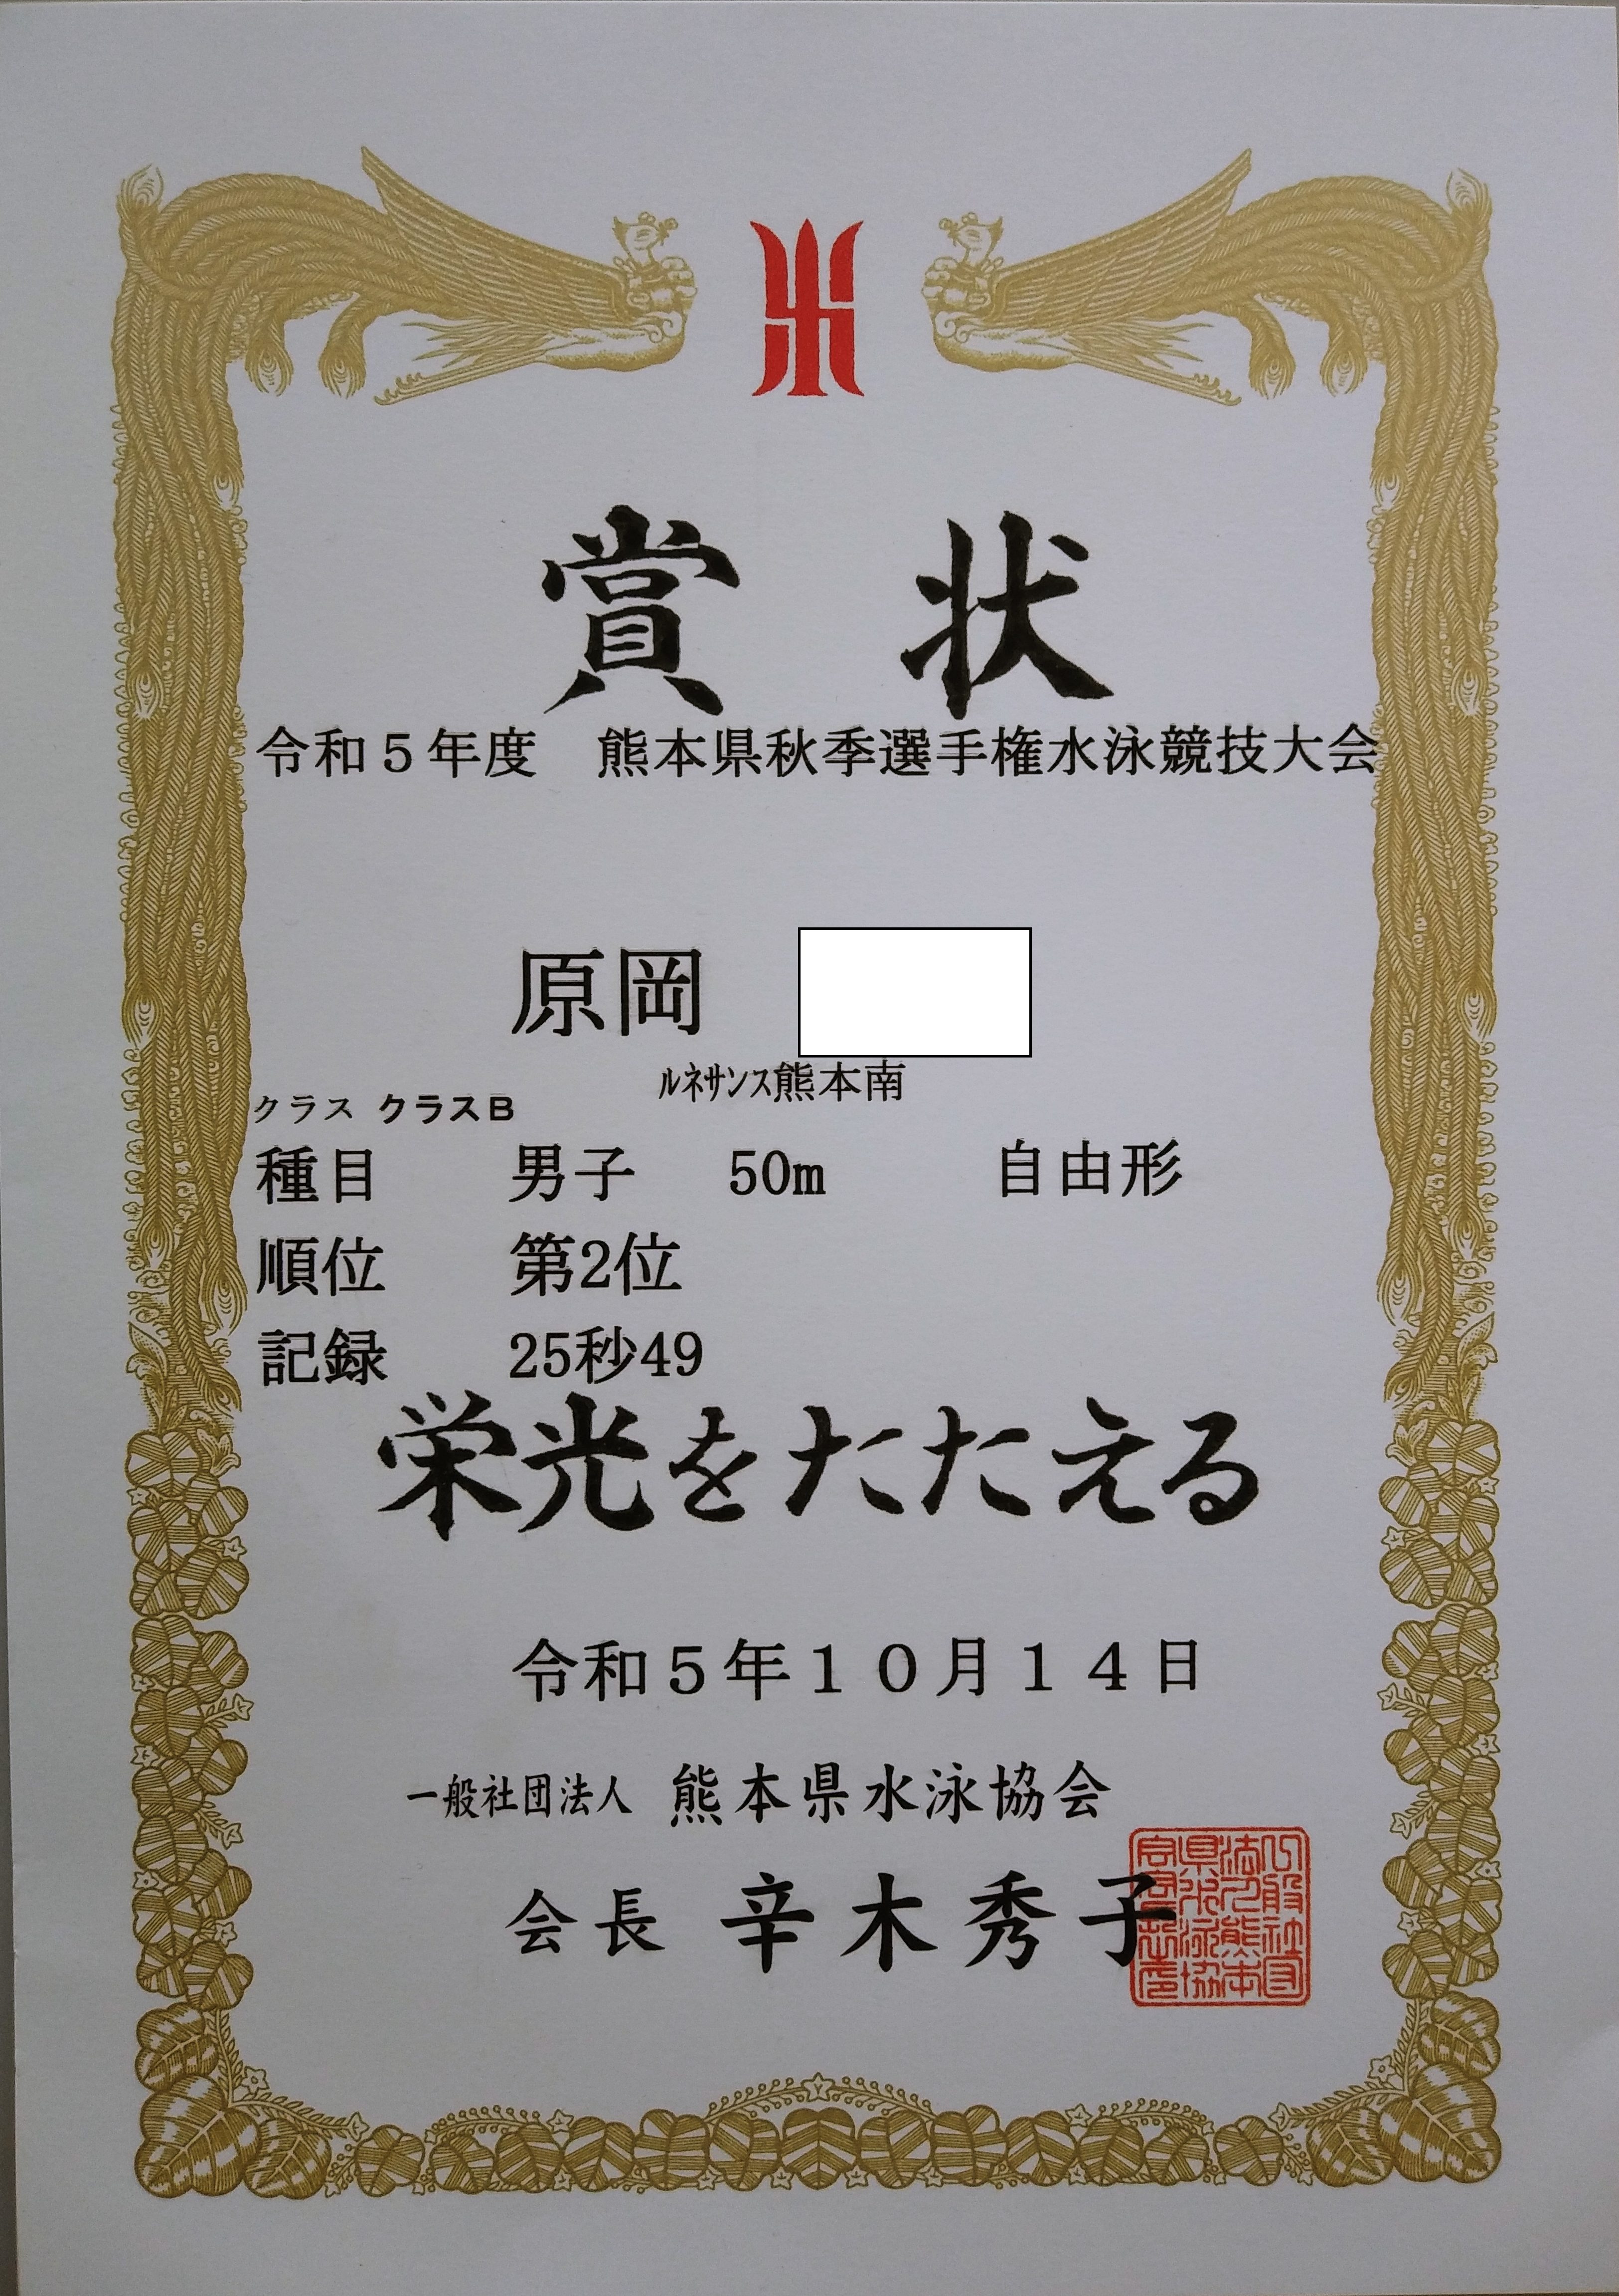 賞状
令和５年度　熊本県秋季選手権水泳競技大会
原岡
ルネサンス熊本南
クラス クラスB
種目　男子　50m　自由形
順位　第2位
記録　25秒49
栄光をたたえる
令和５年１０月１４日
一般社団法人 熊本県水泳協会
会長 辛木秀子